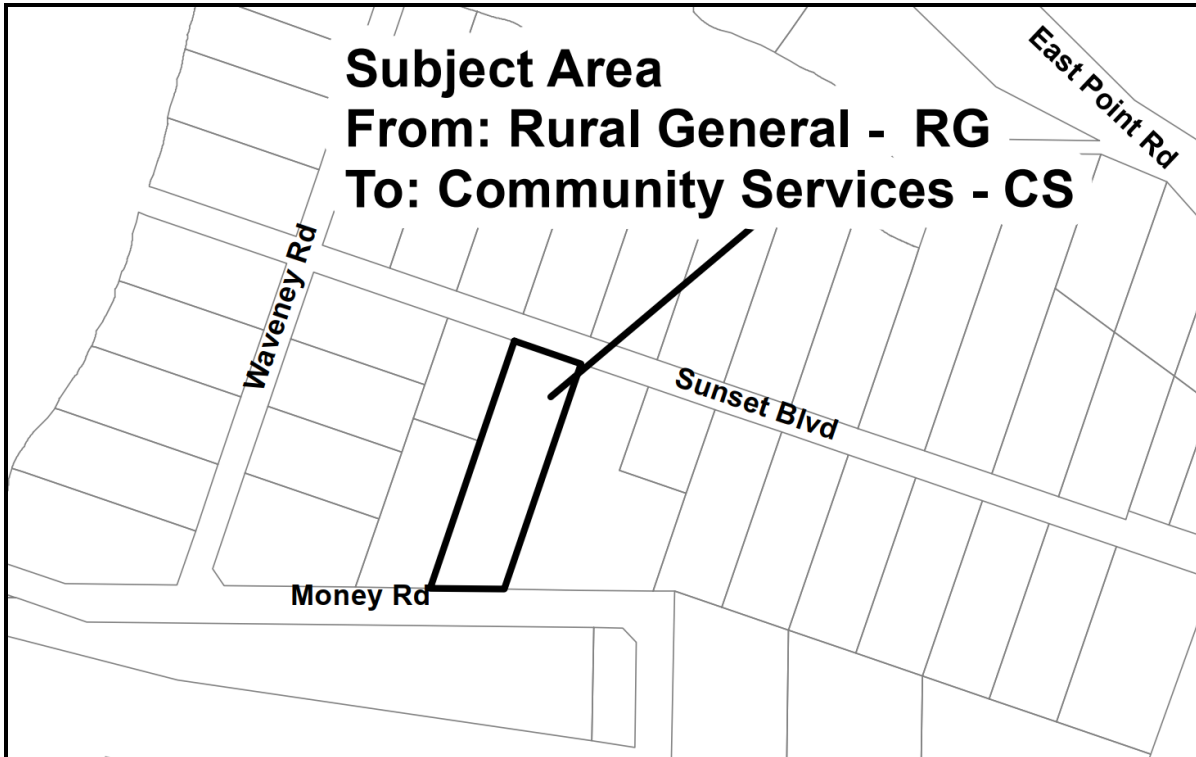 Subject Area
From: Rural General - RG
To: Community Services - CS
East Point Rd
Waveney Rd
Sunset Blvd
Money Rd